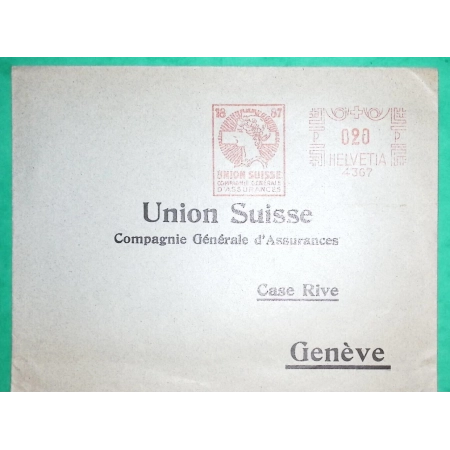 18 87
UNION SUISSE
COMPAGNIE GÉNÉRALE
D'ASSURANCES
P 020 P
HELVETIA
4367
Union Suisse
Compagnie Générale d'Assurances
Case Rive
Genève